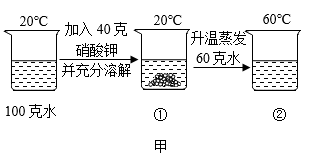 20℃ 加入 40 克 20℃ 60℃
硝酸钾 升温蒸发
并充分溶解 60 克水
100 克水 ① ②
甲